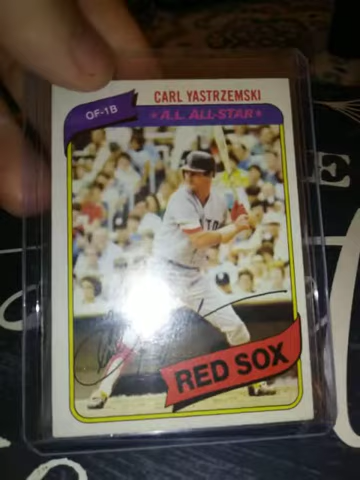 CARL YASTRZEMSKI
OF-1B
★A.L. ALL-STAR★
RED SOX